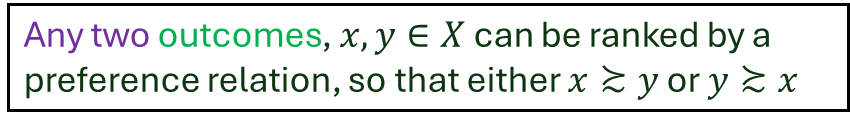 Any two outcomes, x, y ∈ X can be ranked by a
preference relation, so that either x ≿ y or y ≿ x